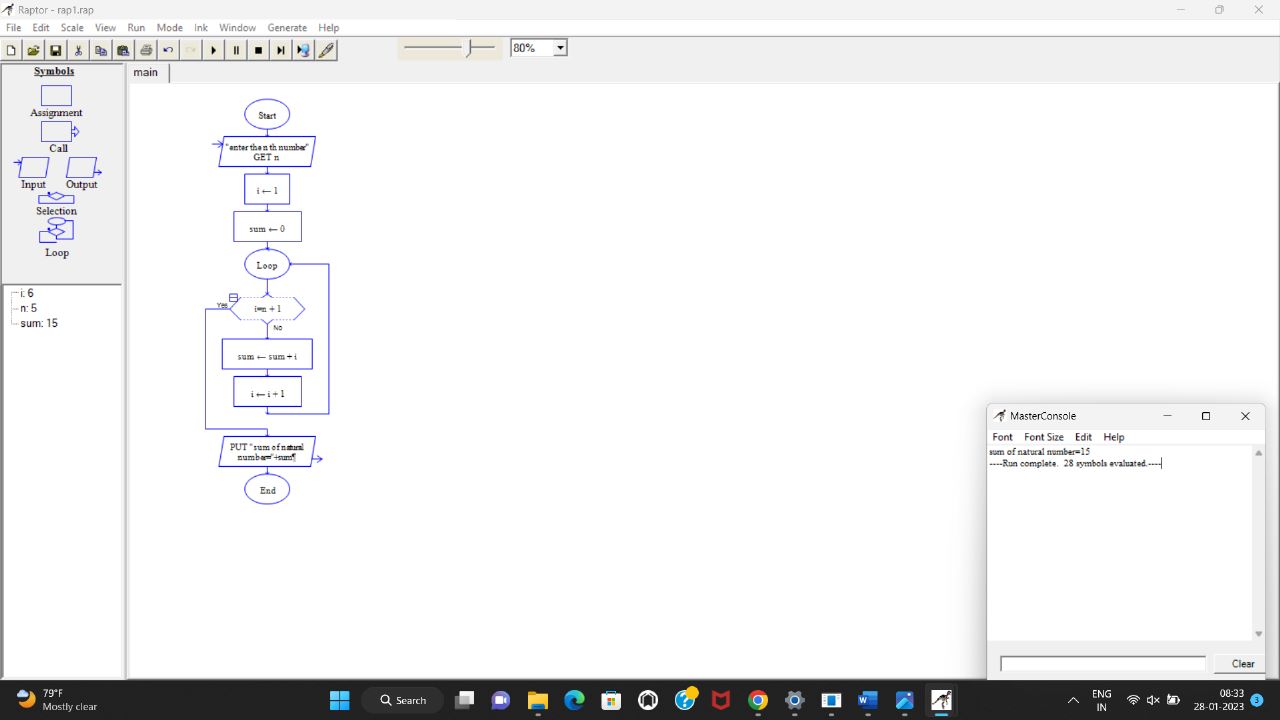 Raptor - rap1.rap
File Edit Scale View Run Mode Ink Window Generate Help
80%
Symbols
Assignment
Call
Input Output
Selection
Loop
i: 6
n: 5
sum: 15
main
Start
"enter the n th number"
GET n
i ← 1
sum ← 0
Loop
Yes
i=n + 1
No
sum ← sum + i
i ← i + 1
PUT "sum of natural
number="+sum¶
End
MasterConsole
Font Font Size Edit Help
sum of natural number=15
----Run complete. 28 symbols evaluated.----
Clear
79°F
Mostly clear
Search
ENG
IN
08:33
28-01-2023
3